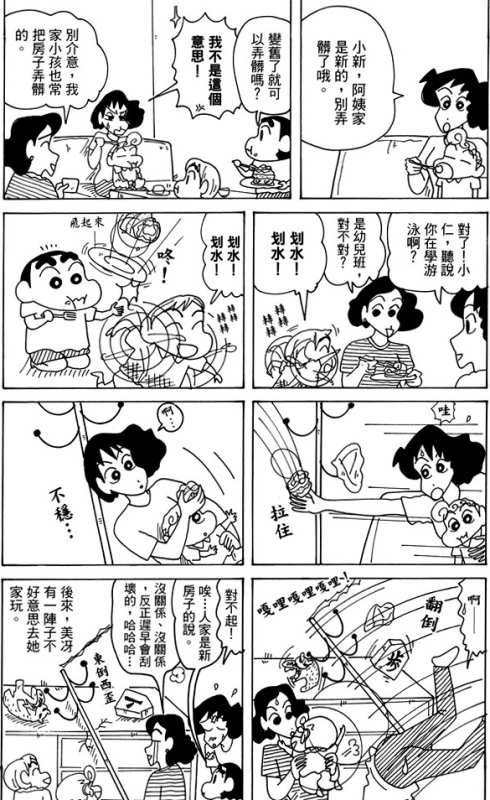 小新，阿姨家
是新的，別弄
髒了哦。
變舊了就可
以弄髒嗎？
我不是這個
意思！
別介意，我
家小孩也常
把房子弄髒
的。
對了！小
仁，聽說
你在學游
泳啊？
是幼兒班，
對不對？
划水！
划水！
咻咻咻
咻咻咻
划水！
划水！
咚！
飛起來
哇
拉住
啊…
不穩…
啊──
翻倒
嘎哩嘎哩嘎哩-！
對不起！
唉…人家是新
房子的說。
沒關係、沒關係
，反正遲早會刮
壞的，哈哈哈…
東倒西歪
後來，美冴
有一陣子不
好意思去她
家玩。